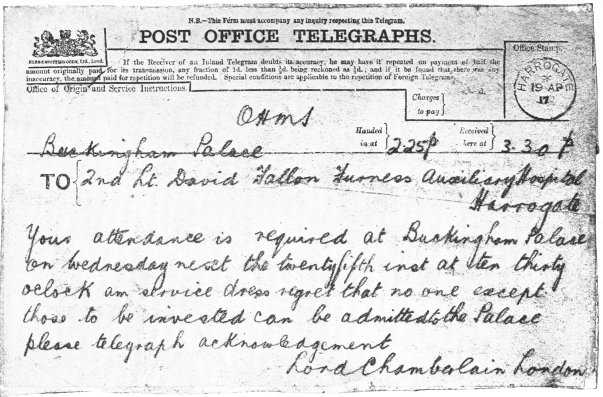 N.B.—This Form must accompany any inquiry respecting this Telegram.
POST OFFICE TELEGRAPHS.
If the Receiver of an Inland Telegram doubts its accuracy, he may have it repeated on payment of half the
amount originally paid for its transmission, any fraction of 1d. less than ½d. being reckoned as ½d.; and if it be found that there was any
inaccuracy, the amount paid for repetition will be refunded. Special conditions are applicable to the repetition of Foreign Telegrams.
Office of Origin and Service Instructions.
Charges
to pay
Office Stamp.
HARROGATE
19 AP
17
OHMS
Buckingham Palace
Handed
in at
2.25p
Received
here at
3.30 p
TO
2nd Lt. David Fallon Furness Auxiliary Hospital
Harrogate
Your attendance is required at Buckingham Palace
on Wednesday next the twentyfifth inst at ten thirty
oclock am service dress regret that no one except
those to be invested can be admitted to the Palace
please telegraph acknowledgement
Lord Chamberlain London